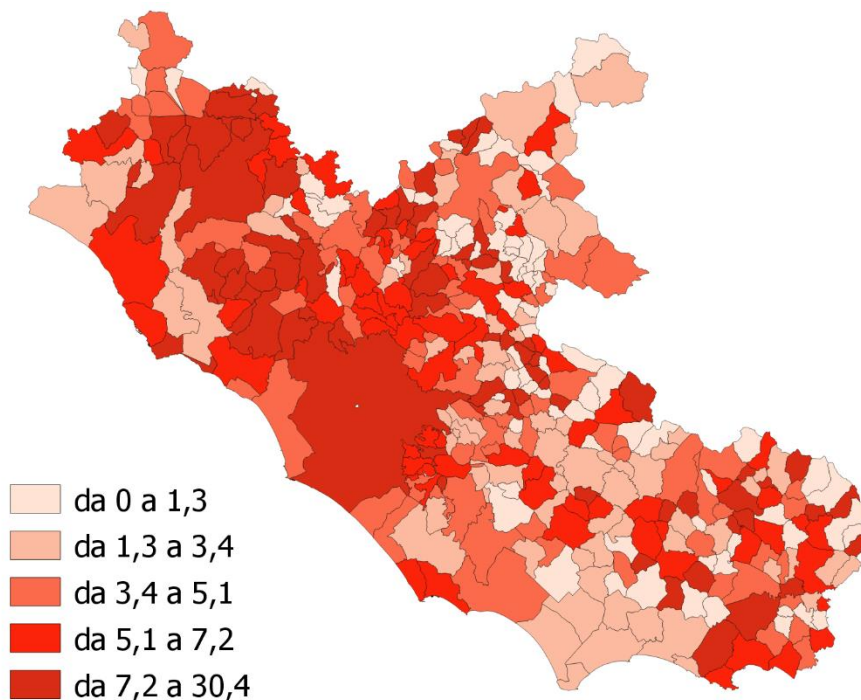 da 0 a 1,3
da 1,3 a 3,4
da 3,4 a 5,1
da 5,1 a 7,2
da 7,2 a 30,4